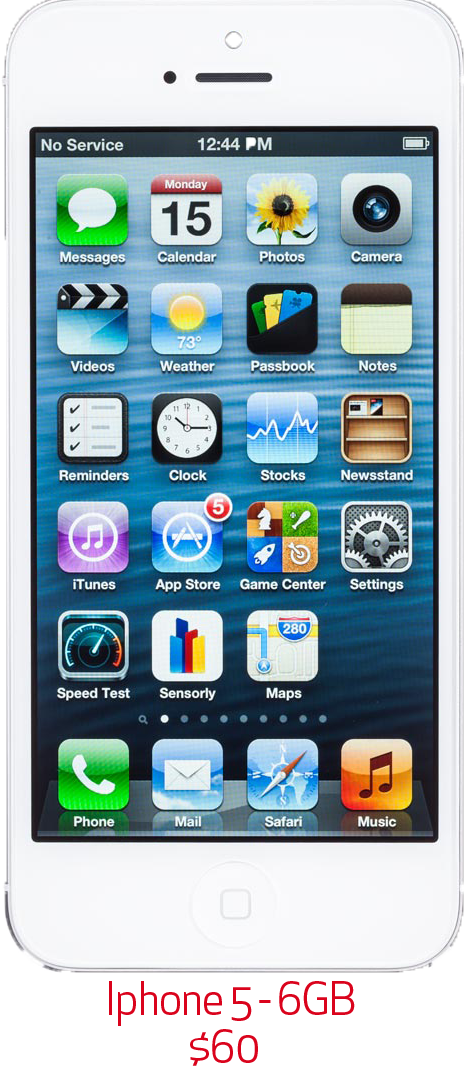 No Service 12:44 PM
Monday
15
Messages Calendar Photos Camera
73°
Videos Weather Passbook Notes
Reminders Clock Stocks Newsstand
5
iTunes App Store Game Center Settings
280
Speed Test Sensorly Maps
Phone Mail Safari Music
Iphone 5 - 6GB
$60